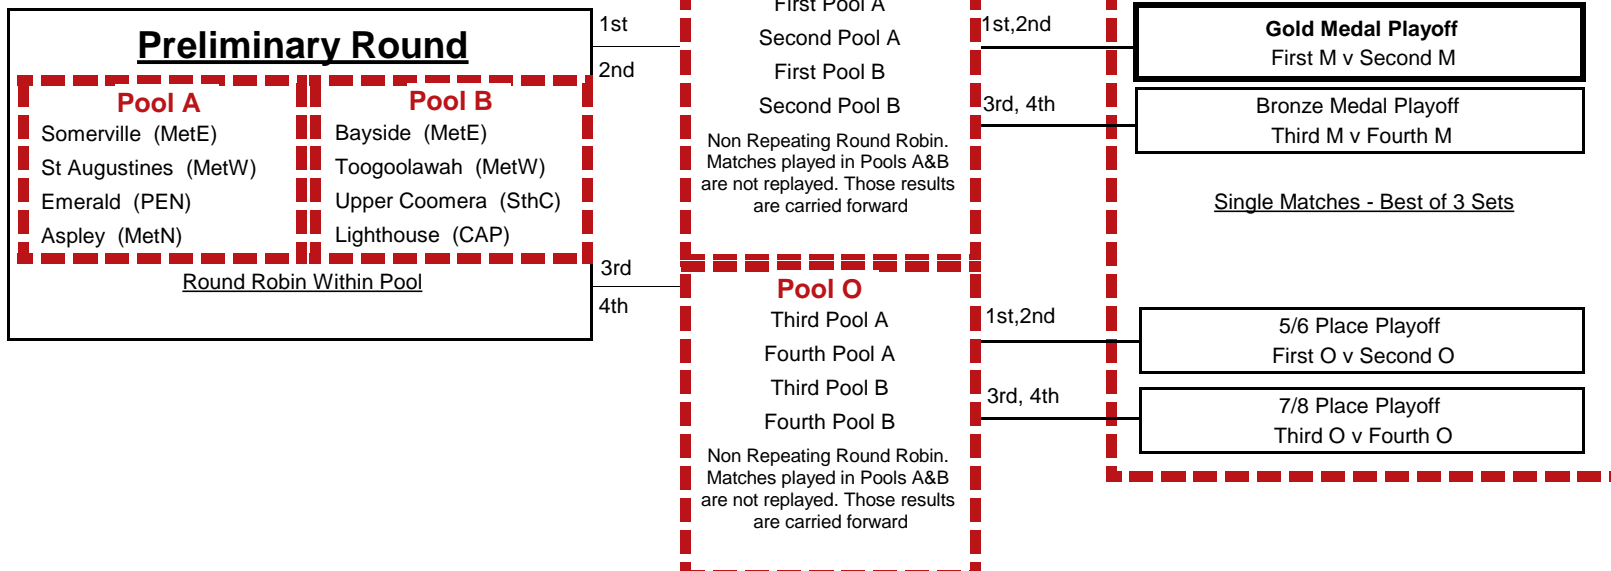 Preliminary Round
Pool A
Somerville (MetE)
St Augustines (MetW)
Emerald (PEN)
Aspley (MetN)
Pool B
Bayside (MetE)
Toogoolawah (MetW)
Upper Coomera (SthC)
Lighthouse (CAP)
Round Robin Within Pool
1st
2nd
3rd
4th
First Pool A
Second Pool A
First Pool B
Second Pool B
Non Repeating Round Robin.
Matches played in Pools A&B
are not replayed. Those results
are carried forward
Pool O
Third Pool A
Fourth Pool A
Third Pool B
Fourth Pool B
Non Repeating Round Robin.
Matches played in Pools A&B
are not replayed. Those results
are carried forward
1st,2nd
3rd, 4th
1st,2nd
3rd, 4th
Gold Medal Playoff
First M v Second M
Bronze Medal Playoff
Third M v Fourth M
Single Matches - Best of 3 Sets
5/6 Place Playoff
First O v Second O
7/8 Place Playoff
Third O v Fourth O